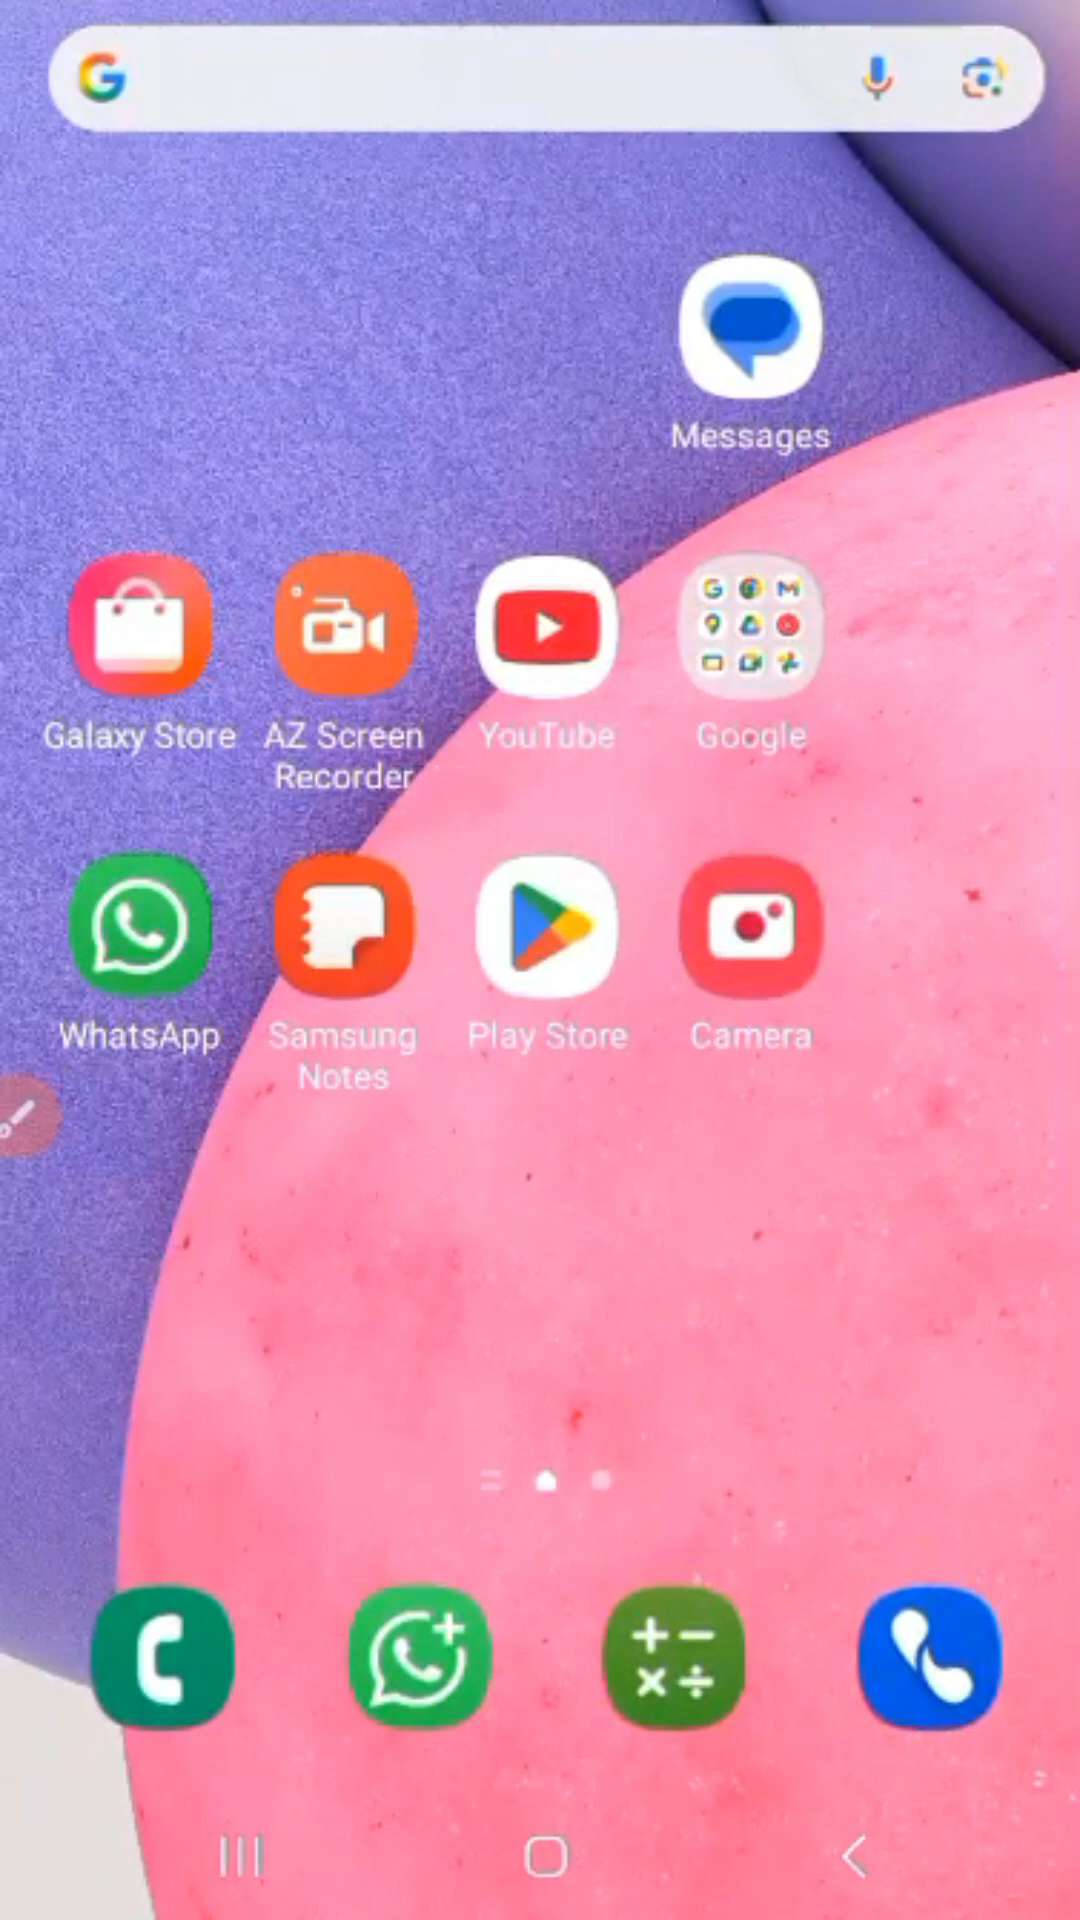 Messages
Galaxy Store
AZ Screen
Recorder
YouTube
Google
WhatsApp
Samsung
Notes
Play Store
Camera